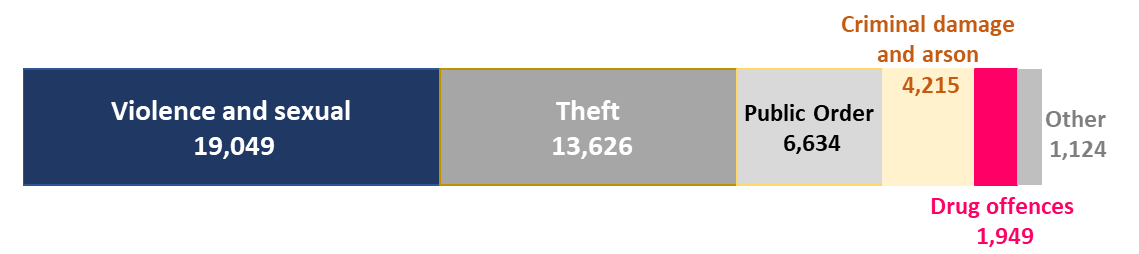 Criminal damage
and arson
4,215
Violence and sexual
19,049
Theft
13,626
Public Order
6,634
Other
1,124
Drug offences
1,949